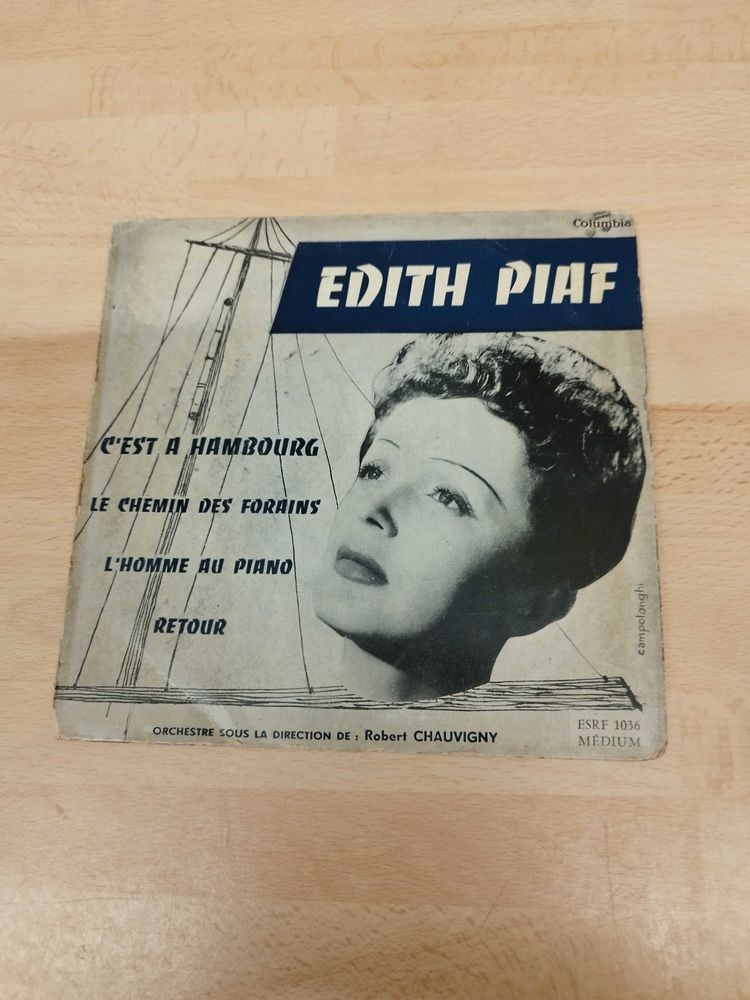 Columbia
EDITH PIAF
C'EST A HAMBOURG
LE CHEMIN DES FORAINS
L'HOMME AU PIANO
RETOUR
campolonghi
ORCHESTRE SOUS LA DIRECTION DE : Robert CHAUVIGNY
ESRF 1036
MÉDIUM